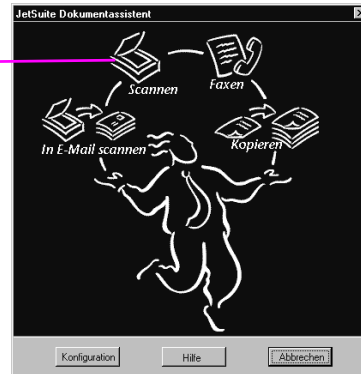 JetSuite Dokumentassistent
Scannen
Faxen
In E-Mail scannen
Kopieren
Konfiguration
Hilfe
Abbrechen